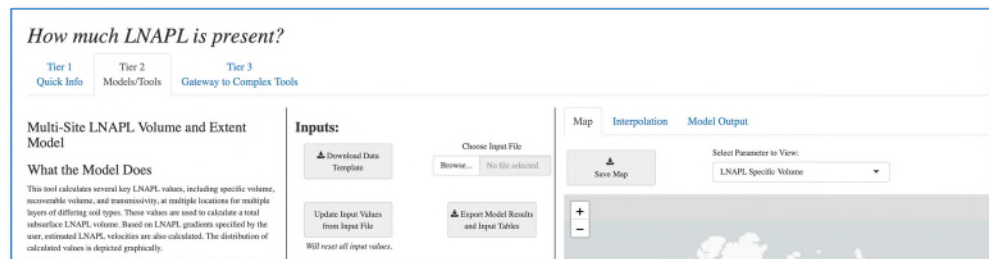 How much LNAPL is present?
Tier 1
Quick Info
Tier 2
Models/Tools
Tier 3
Gateway to Complex Tools
Multi-Site LNAPL Volume and Extent
Model
What the Model Does
This tool calculates several key LNAPL values, including specific volume,
recoverable volume, and transmissivity, at multiple locations for multiple
layers of differing soil types. These values are used to calculate a total
subsurface LNAPL volume. Based on LNAPL gradients specified by the
user, estimated LNAPL velocities are also calculated. The distribution of
calculated values is depicted graphically.
Inputs:
Download Data
Template
Choose Input File
Browse... No file selected
Update Input Values
from Input File
Will reset all input values.
Export Model Results
and Input Tables
Map Interpolation Model Output
Save Map
Select Parameter to View:
LNAPL Specific Volume
+
−